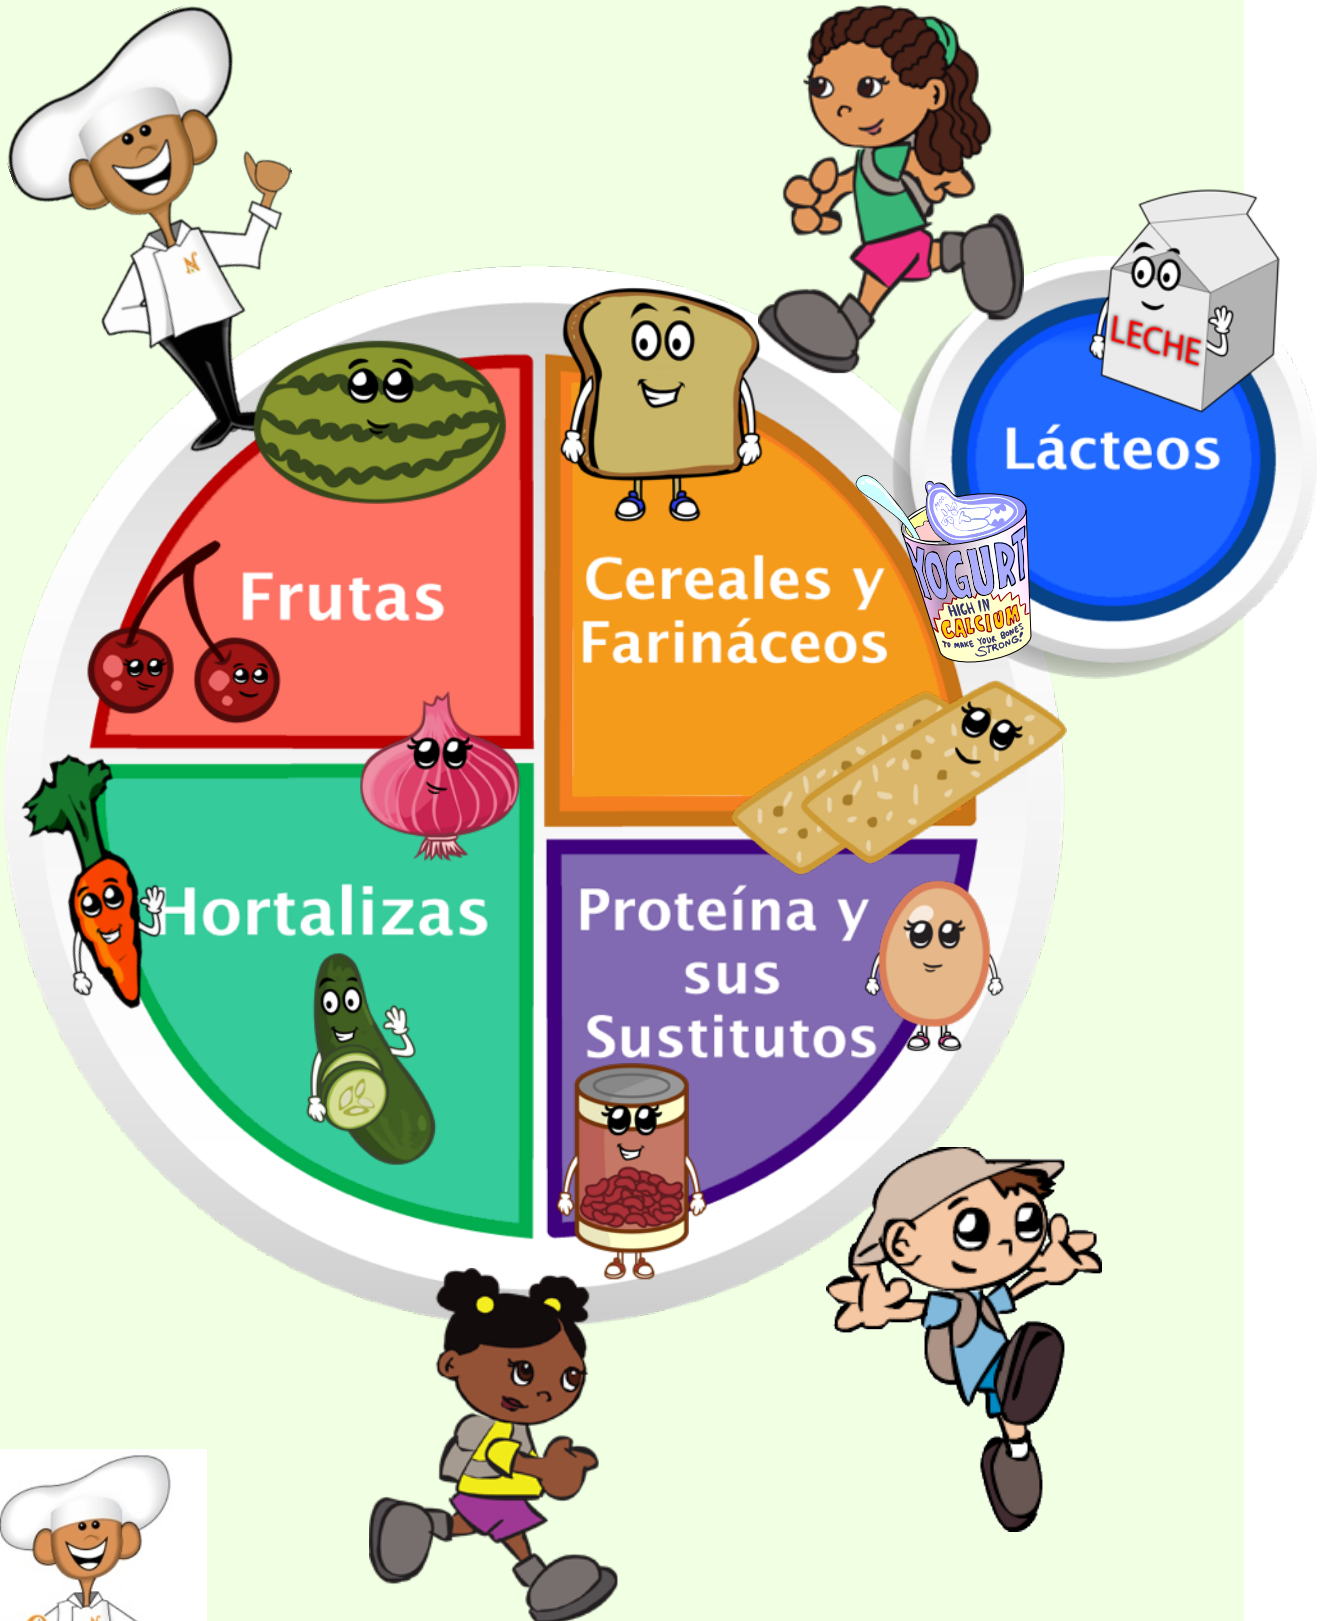 LECHE
Lácteos
YOGURT
HIGH IN
CALCIUM
TO MAKE YOUR BONES
STRONG!
Frutas
Cereales y
Farináceos
Hortalizas
Proteína y
sus
Sustitutos
N